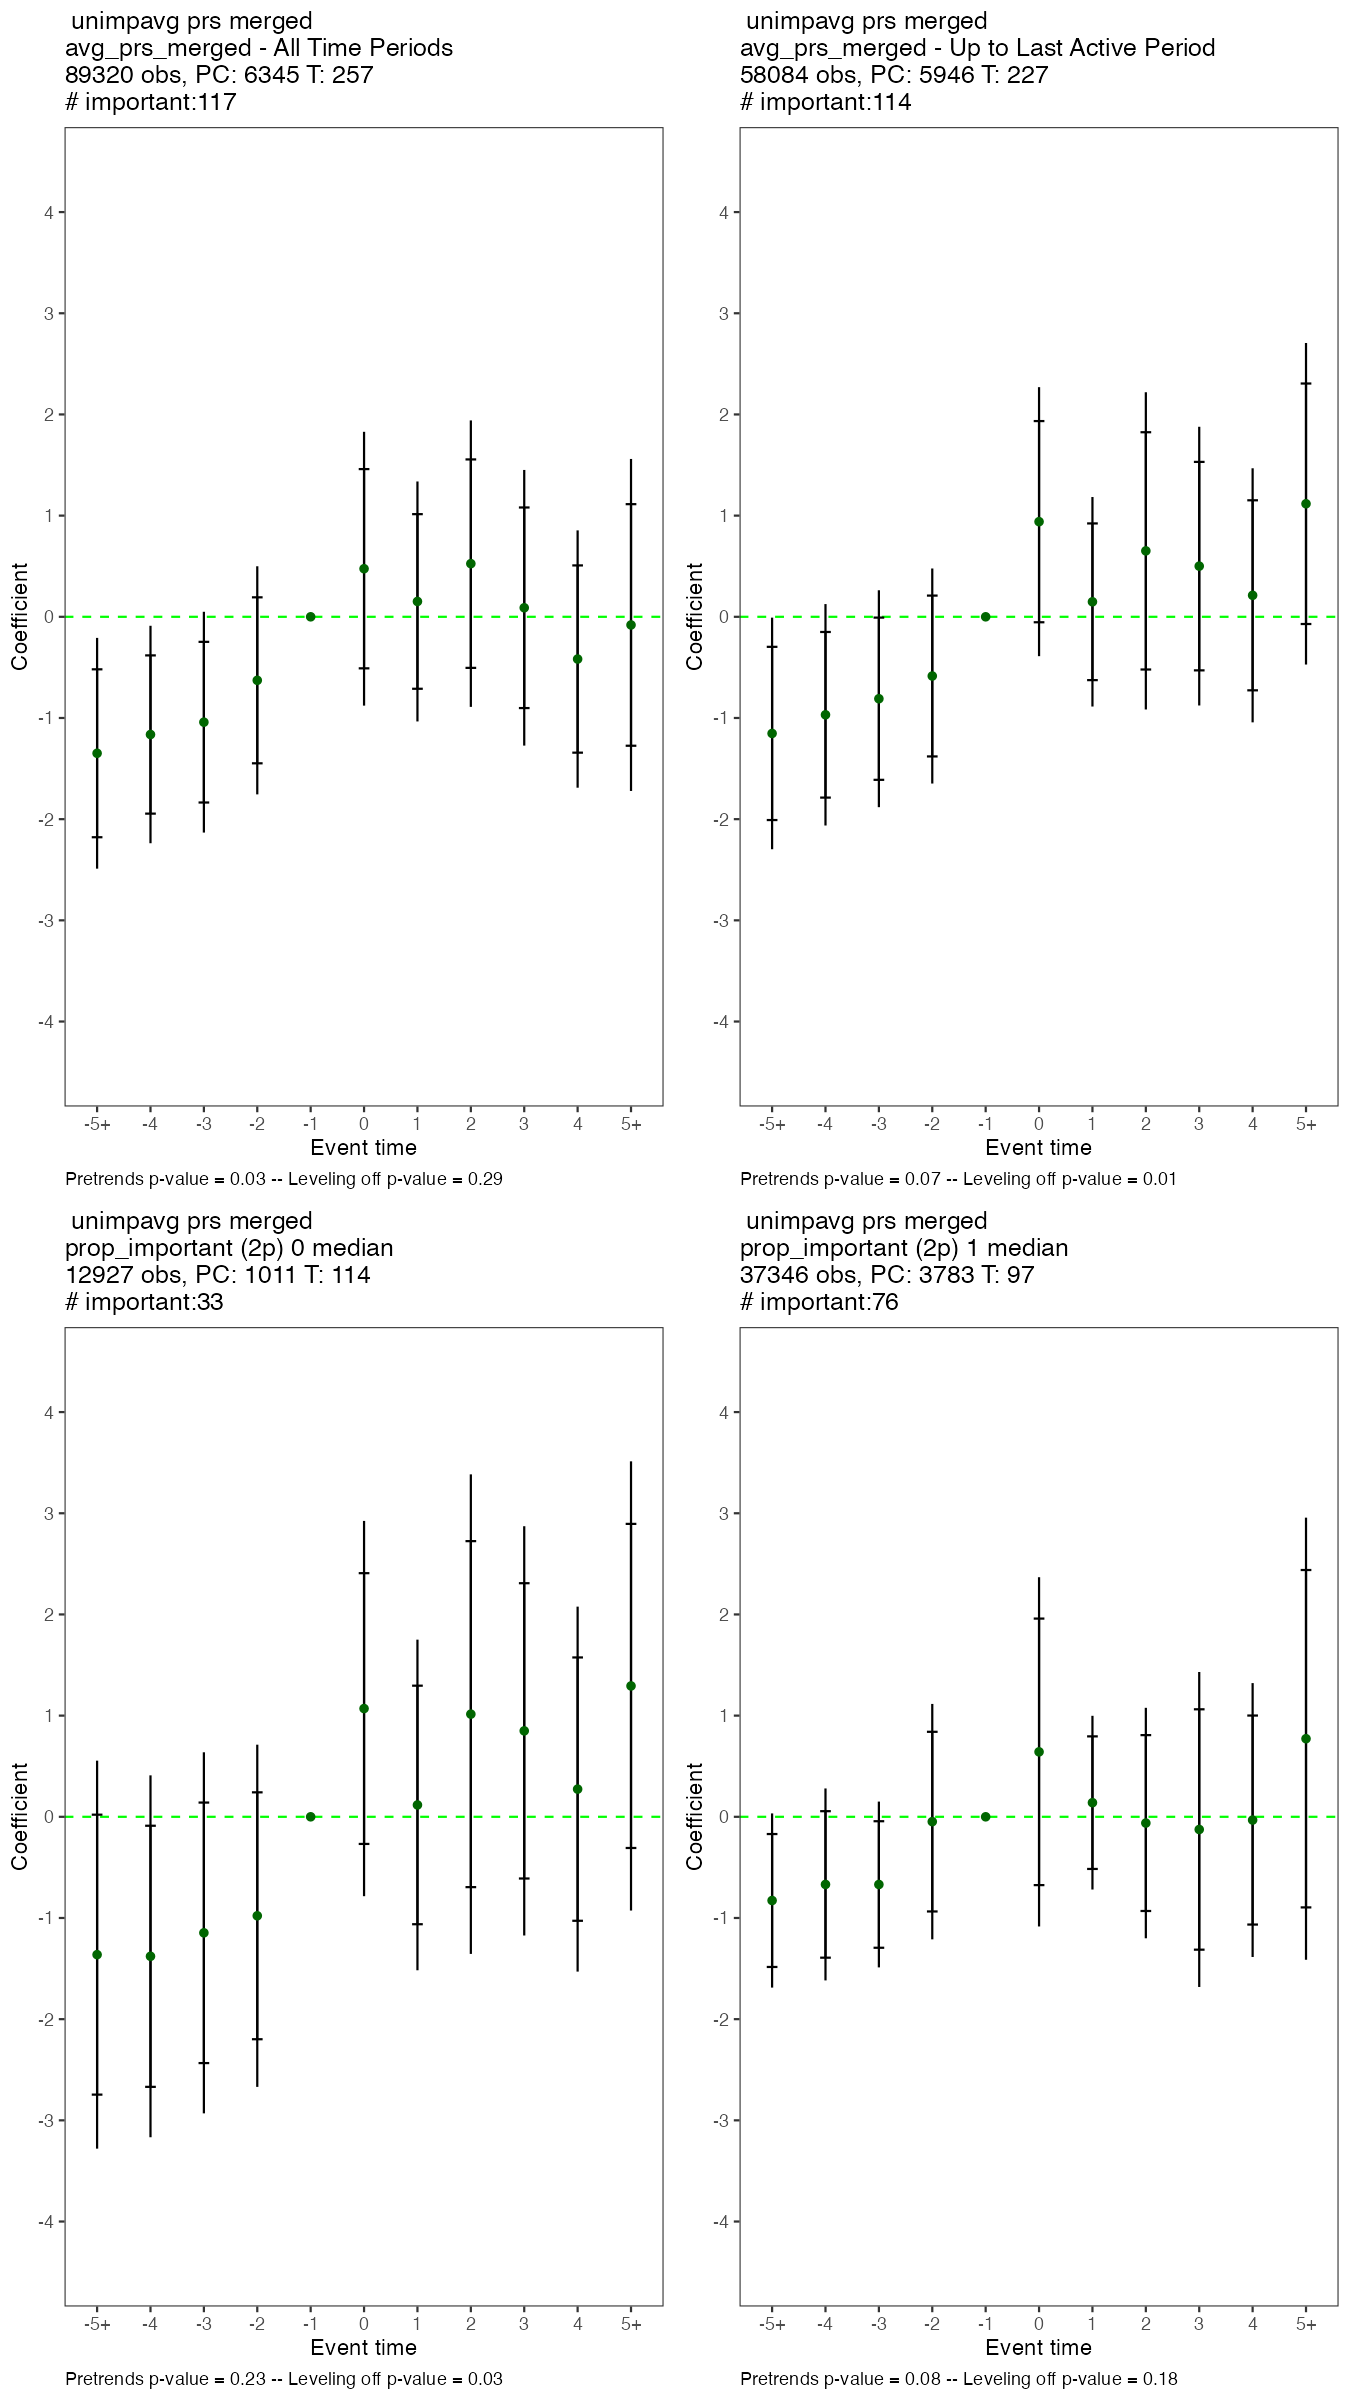 unimpavg prs merged
avg_prs_merged - All Time Periods
89320 obs, PC: 6345 T: 257
# important:117
4
3
2
1
0
-1
-2
-3
-4
Coefficient
-5+ -4 -3 -2 -1 0 1 2 3 4 5+
Event time
Pretrends p-value = 0.03 -- Leveling off p-value = 0.29
unimpavg prs merged
avg_prs_merged - Up to Last Active Period
58084 obs, PC: 5946 T: 227
# important:114
4
3
2
1
0
-1
-2
-3
-4
Coefficient
-5+ -4 -3 -2 -1 0 1 2 3 4 5+
Event time
Pretrends p-value = 0.07 -- Leveling off p-value = 0.01
unimpavg prs merged
prop_important (2p) 0 median
12927 obs, PC: 1011 T: 114
# important:33
4
3
2
1
0
-1
-2
-3
-4
Coefficient
-5+ -4 -3 -2 -1 0 1 2 3 4 5+
Event time
Pretrends p-value = 0.23 -- Leveling off p-value = 0.03
unimpavg prs merged
prop_important (2p) 1 median
37346 obs, PC: 3783 T: 97
# important:76
4
3
2
1
0
-1
-2
-3
-4
Coefficient
-5+ -4 -3 -2 -1 0 1 2 3 4 5+
Event time
Pretrends p-value = 0.08 -- Leveling off p-value = 0.18